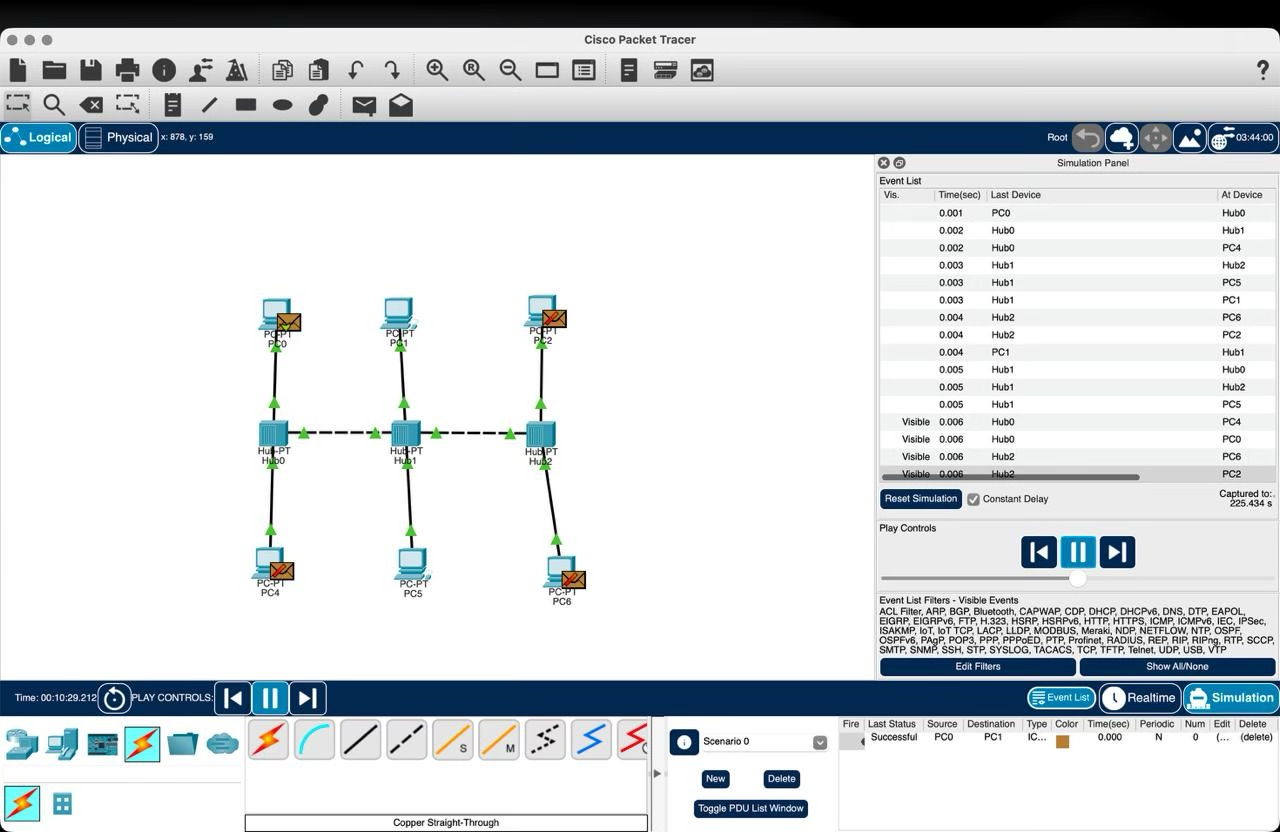 Cisco Packet Tracer
Logical
Physical
x: 878, y: 159
Root
03:44:00
Simulation Panel
Event List
Vis. Time(sec) Last Device At Device
0.001 PC0 Hub0
0.002 Hub0 Hub1
0.002 Hub0 PC4
0.003 Hub1 Hub2
0.003 Hub1 PC5
0.003 Hub1 PC1
0.004 Hub2 PC6
0.004 Hub2 PC2
0.004 PC1 Hub1
0.005 Hub1 Hub0
0.005 Hub1 Hub2
0.005 Hub1 PC5
Visible 0.006 Hub0 PC4
Visible 0.006 Hub0 PC0
Visible 0.006 Hub2 PC6
Visible 0.006 Hub2 PC2
Reset Simulation
Constant Delay
Captured to:
225.434 s
Play Controls
Event List Filters - Visible Events
ACL Filter, ARP, BGP, Bluetooth, CAPWAP, CDP, DHCP, DHCPv6, DNS, DTP, EAPOL,
EIGRP, EIGRPv6, FTP, H.323, HSRP, HSRPv6, HTTP, HTTPS, ICMP, ICMPv6, IEC, IPSec,
ISAKMP, IoT, IoT TCP, LACP, LLDP, MODBUS, Meraki, NDP, NETFLOW, NTP, OSPF,
OSPFv6, PAgP, POP3, PPP, PPPoED, PTP, Profinet, RADIUS, REP, RIP, RIPng, RTP, SCCP,
SMTP, SNMP, SSH, STP, SYSLOG, TACACS, TCP, TFTP, Telnet, UDP, USB, VTP
Edit Filters
Show All/None
PC-PT
PC0
PC-PT
PC1
PC-PT
PC2
Hub-PT
Hub0
Hub-PT
Hub1
Hub-PT
Hub2
PC-PT
PC4
PC-PT
PC5
PC-PT
PC6
Time: 00:10:29.212
PLAY CONTROLS:
Event List
Realtime
Simulation
S
M
Copper Straight-Through
Scenario 0
New
Delete
Toggle PDU List Window
Fire Last Status Source Destination Type Color Time(sec) Periodic Num Edit Delete
Successful PC0 PC1 IC... 0.000 N 0 (... (delete)